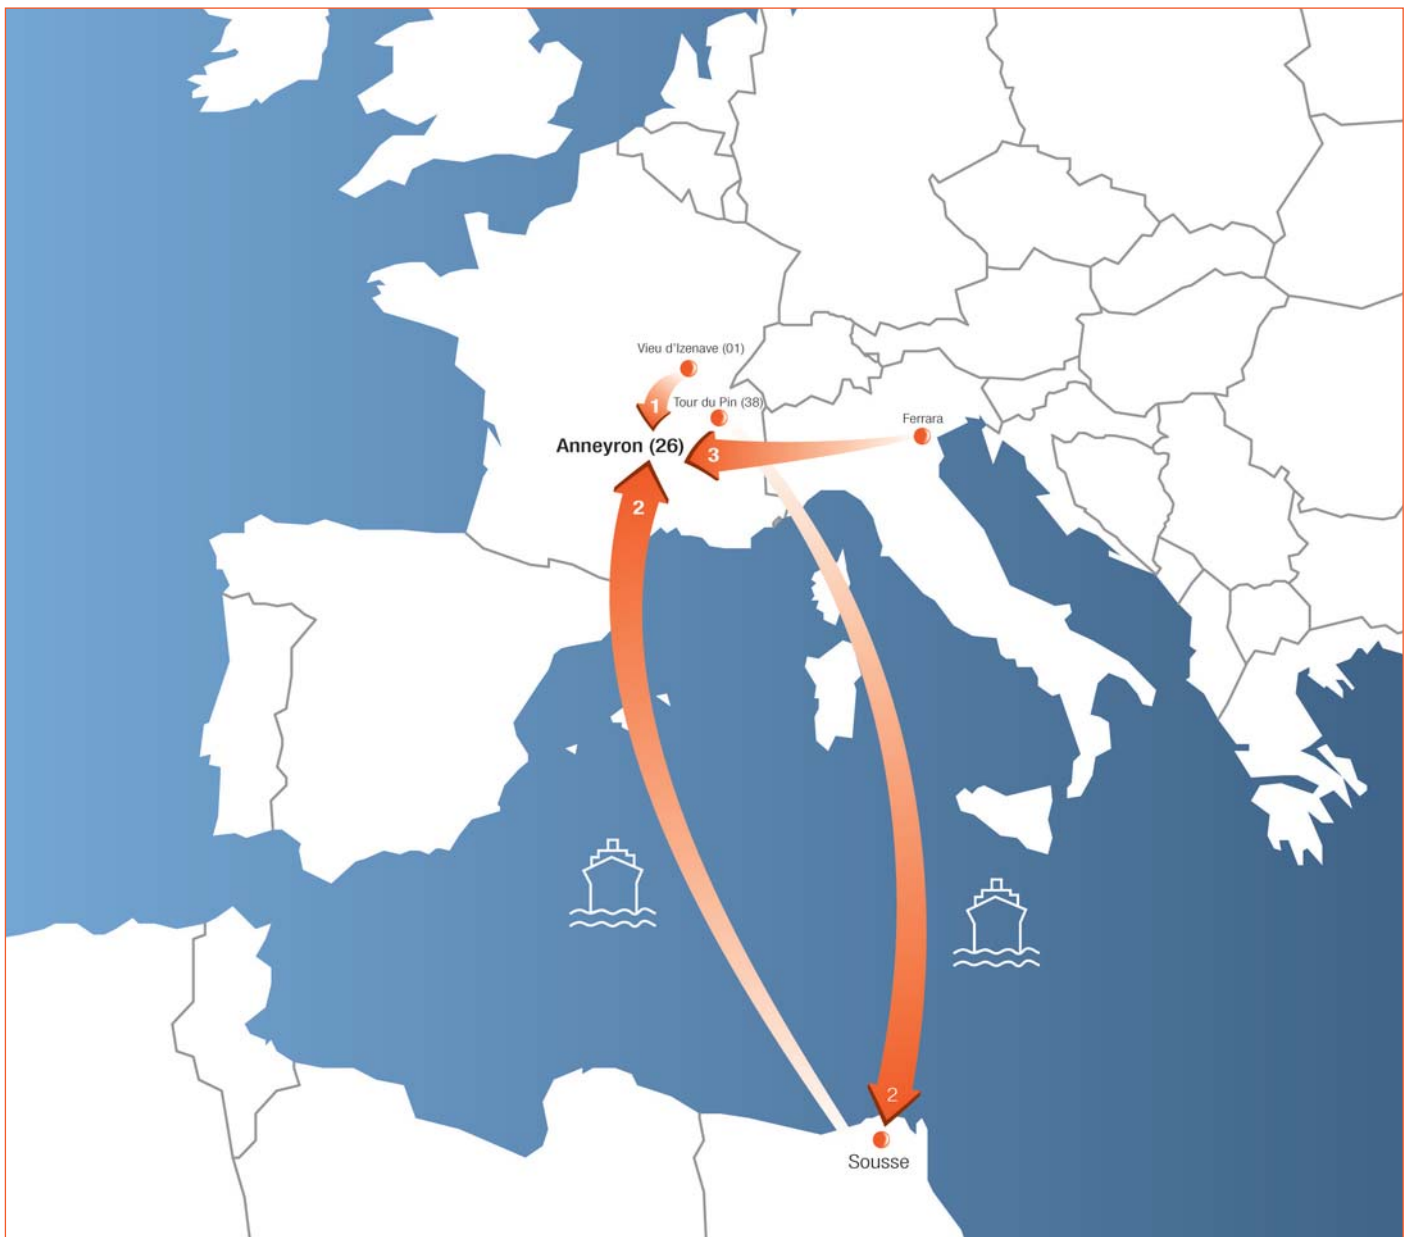 Vieu d'Izenave (01)
1
Tour du Pin (38)
Ferrara
Anneyron (26)
3
2
2
Sousse